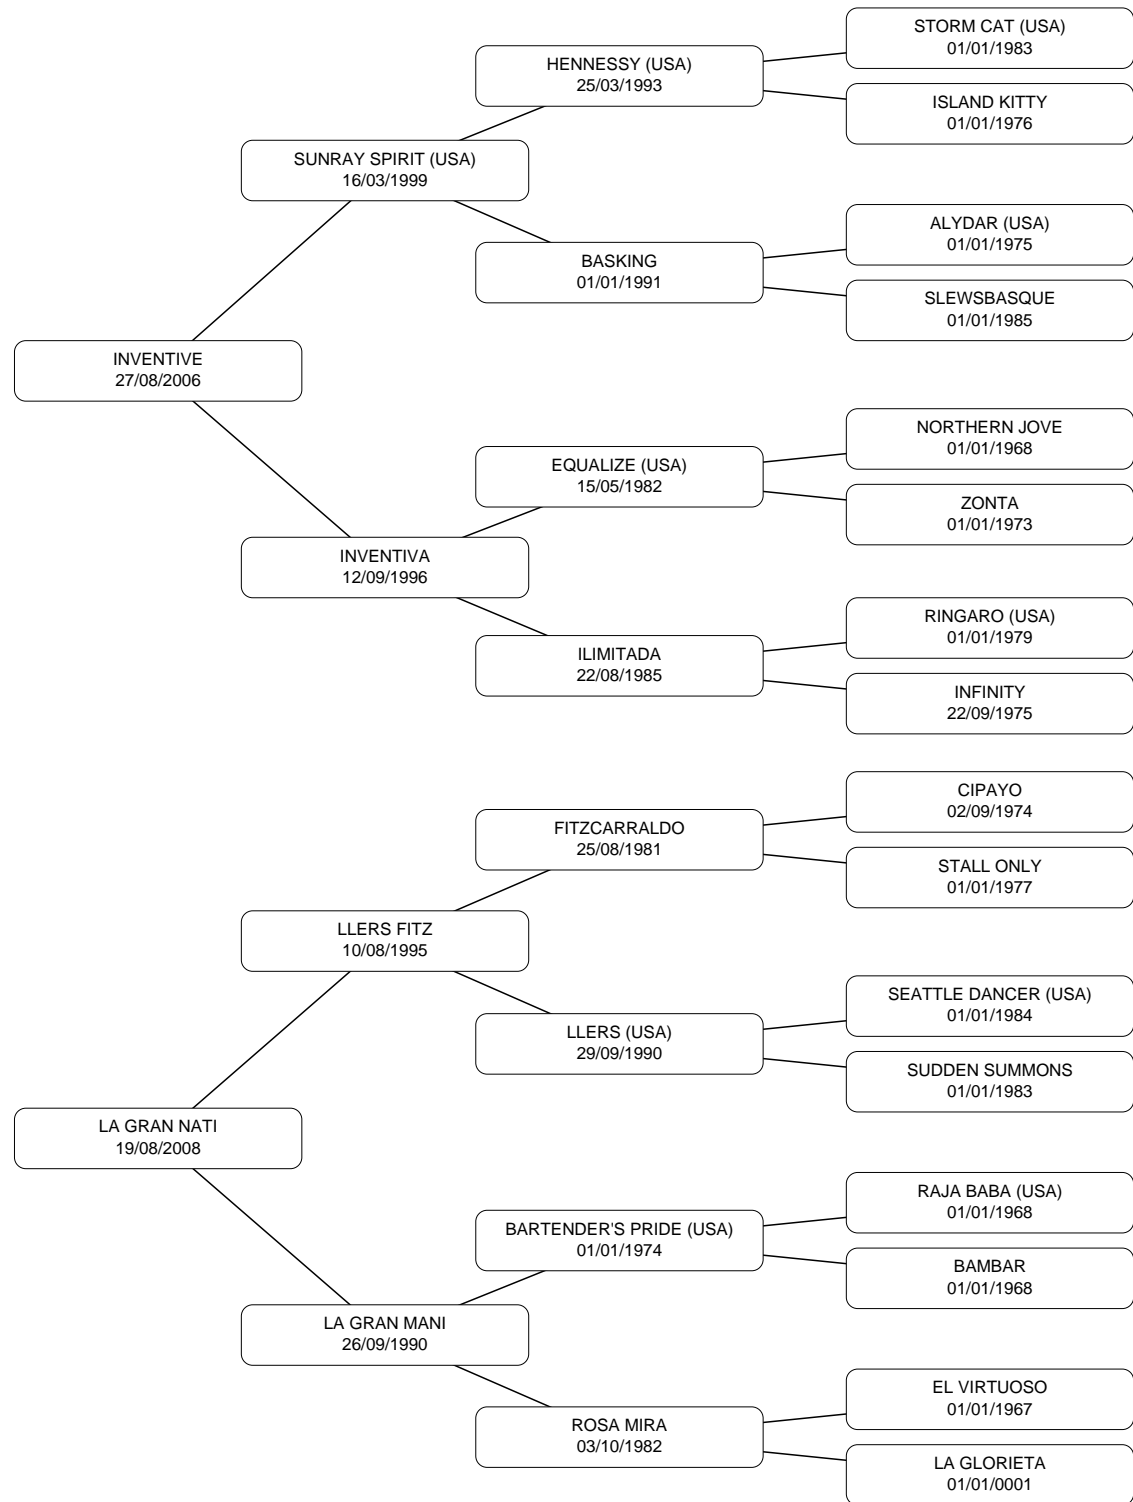 STORM CAT (USA)
01/01/1983
HENNESSY (USA)
25/03/1993
ISLAND KITTY
01/01/1976
SUNRAY SPIRIT (USA)
16/03/1999
ALYDAR (USA)
01/01/1975
BASKING
01/01/1991
SLEWSBASQUE
01/01/1985
INVENTIVE
27/08/2006
NORTHERN JOVE
01/01/1968
EQUALIZE (USA)
15/05/1982
ZONTA
01/01/1973
INVENTIVA
12/09/1996
RINGARO (USA)
01/01/1979
ILIMITADA
22/08/1985
INFINITY
22/09/1975
CIPAYO
02/09/1974
FITZCARRALDO
25/08/1981
STALL ONLY
01/01/1977
LLERS FITZ
10/08/1995
SEATTLE DANCER (USA)
01/01/1984
LLERS (USA)
29/09/1990
SUDDEN SUMMONS
01/01/1983
LA GRAN NATI
19/08/2008
RAJA BABA (USA)
01/01/1968
BARTENDER'S PRIDE (USA)
01/01/1974
BAMBAR
01/01/1968
LA GRAN MANI
26/09/1990
EL VIRTUOSO
01/01/1967
ROSA MIRA
03/10/1982
LA GLORIETA
01/01/0001